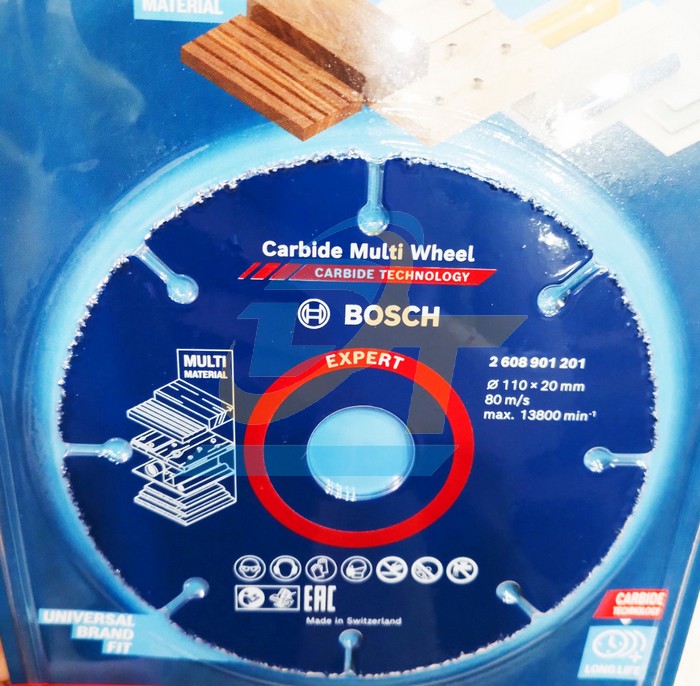 MATERIAL
Carbide Multi Wheel
CARBIDE TECHNOLOGY
BOSCH
EXPERT
MULTI
MATERIAL
2 608 901 201
Ø 110 × 20 mm
80 m/s
max. 13800 min⁻¹
EAC
Made in Switzerland
UNIVERSAL
BRAND
FIT
CARBIDE
TECHNOLOGY
LONG LIFE